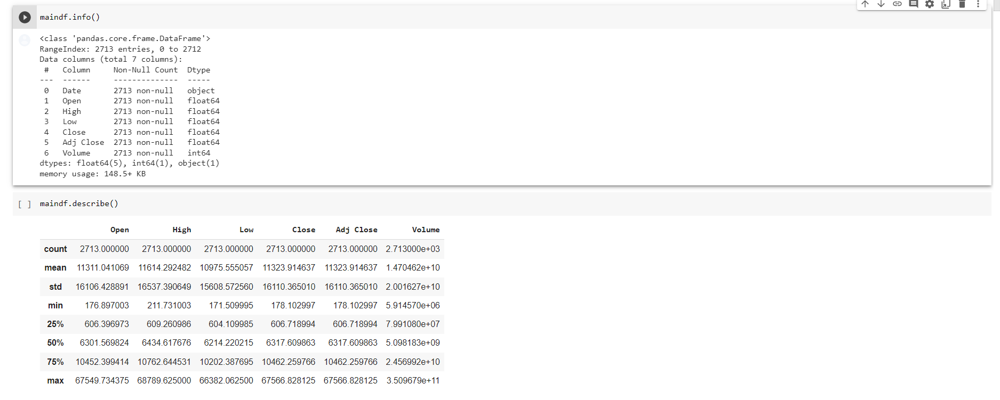 maindf.info()
<class 'pandas.core.frame.DataFrame'>
RangeIndex: 2713 entries, 0 to 2712
Data columns (total 7 columns):
#   Column     Non-Null Count  Dtype
---  ------     --------------  -----
0   Date       2713 non-null   object
1   Open       2713 non-null   float64
2   High       2713 non-null   float64
3   Low        2713 non-null   float64
4   Close      2713 non-null   float64
5   Adj Close  2713 non-null   float64
6   Volume     2713 non-null   int64
dtypes: float64(5), int64(1), object(1)
memory usage: 148.5+ KB
[ ] maindf.describe()
Open High Low Close Adj Close Volume
count 2713.000000 2713.000000 2713.000000 2713.000000 2713.000000 2.713000e+03
mean 11311.041069 11614.292482 10975.555057 11323.914637 11323.914637 1.470462e+10
std 16106.428891 16537.390649 15608.572560 16110.365010 16110.365010 2.001627e+10
min 176.897003 211.731003 171.509995 178.102997 178.102997 5.914570e+06
25% 606.396973 609.260986 604.109985 606.718994 606.718994 7.991080e+07
50% 6301.569824 6434.617676 6214.220215 6317.609863 6317.609863 5.098183e+09
75% 10452.399414 10762.644531 10202.387695 10462.259766 10462.259766 2.456992e+10
max 67549.734375 68789.625000 66382.062500 67566.828125 67566.828125 3.509679e+11